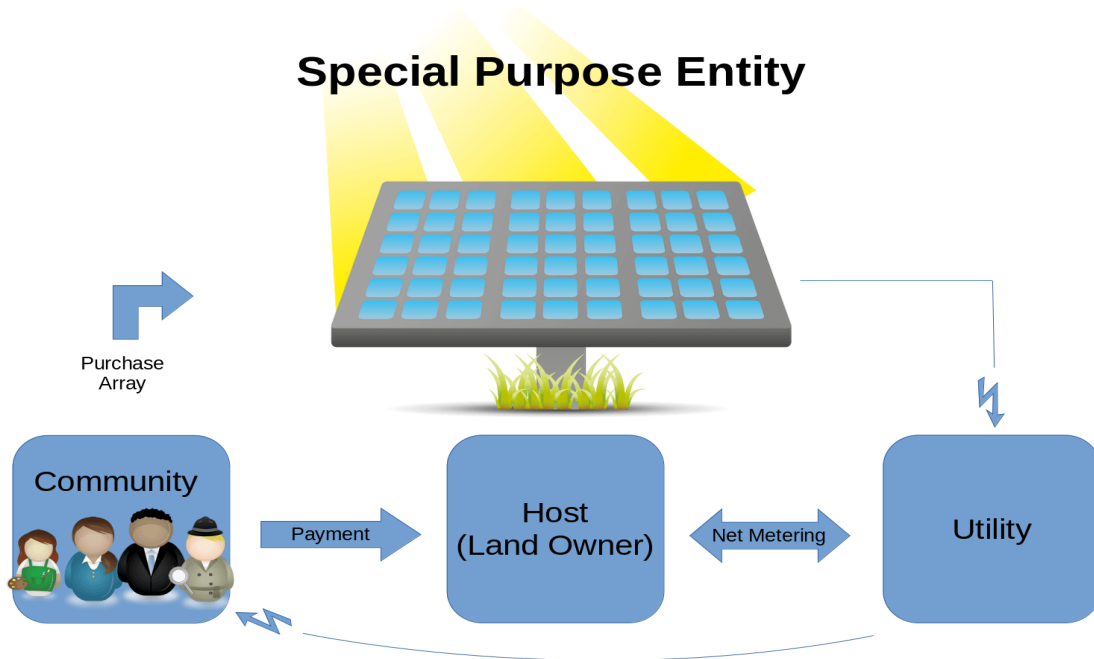 Special Purpose Entity
Purchase
Array
Community
Payment
Host
(Land Owner)
Net Metering
Utility